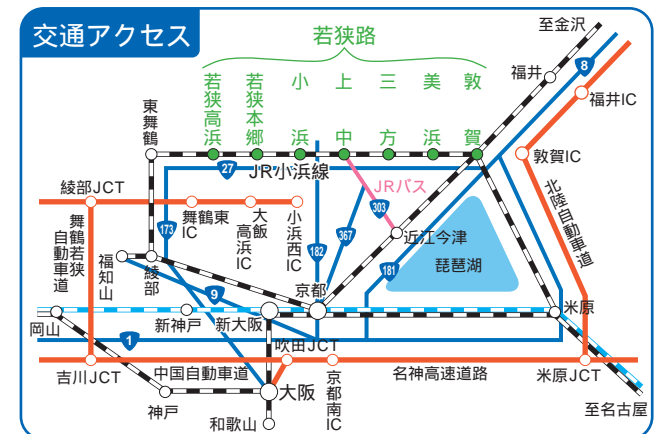 交通アクセス
若狭路
至金沢
福井
8
福井IC
東舞鶴
若狭高浜
若狭本郷
小浜
上中
三方
美浜
敦賀
27
JR小浜線
JRバス
敦賀IC
北陸自動車道
綾部JCT
舞鶴若狭自動車道
173
舞鶴東IC
大飯高浜IC
小浜西IC
182
367
303
近江今津
181
琵琶湖
福知山
綾部
9
京都
岡山
新神戸
新大阪
米原
1
吹田JCT
吉川JCT
中国自動車道
大阪
京都南IC
名神高速道路
米原JCT
神戸
和歌山
至名古屋